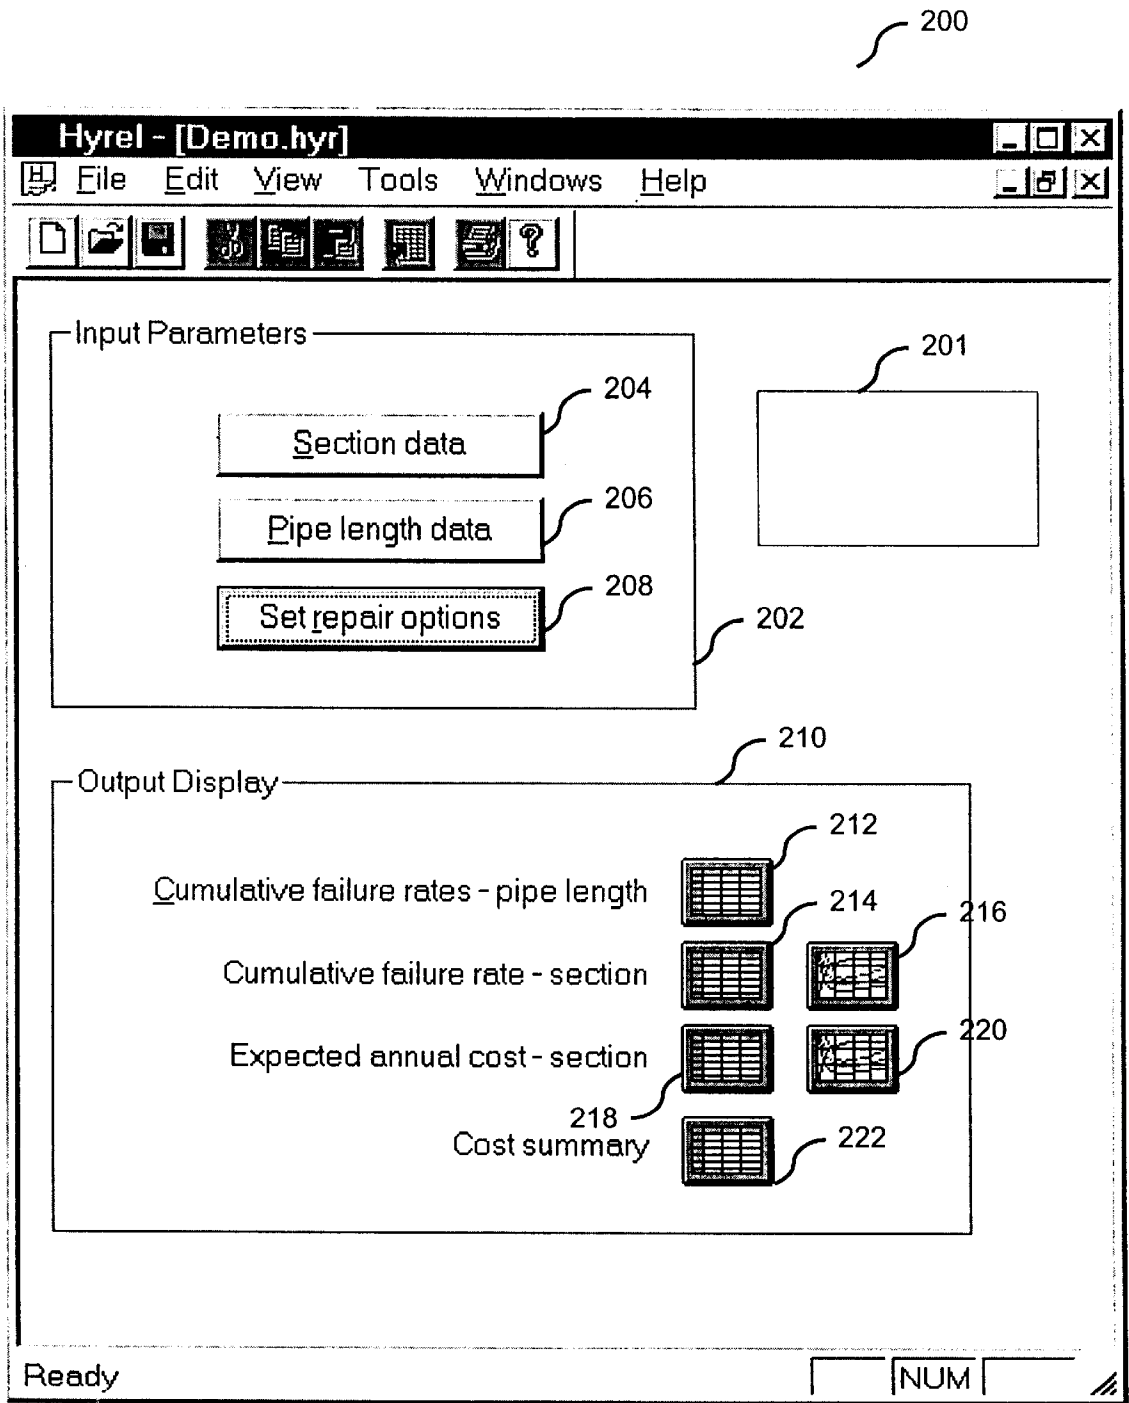 200
Hyrel - [Demo.hyr]
File Edit View Tools Windows Help
Input Parameters
201
204
Section data
206
Pipe length data
208
Set repair options
202
210
Output Display
212
Cumulative failure rates - pipe length
214
216
Cumulative failure rate - section
220
Expected annual cost - section
218
222
Cost summary
Ready
NUM